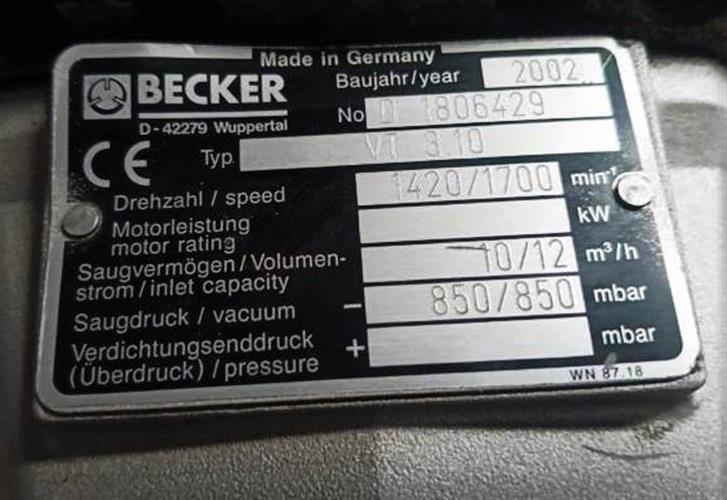 Made in Germany
BECKER
Baujahr/year 2002
D-42279 Wuppertal
No D 1806429
CE
Typ VT 3.10
Drehzahl / speed 1420/1700 min-1
Motorleistung
motor rating kW
Saugvermögen / Volumen-
strom / inlet capacity 10/12 m³/h
Saugdruck / vacuum – 850/850 mbar
Verdichtungsenddruck
(Überdruck) / pressure + mbar
WN 87.18